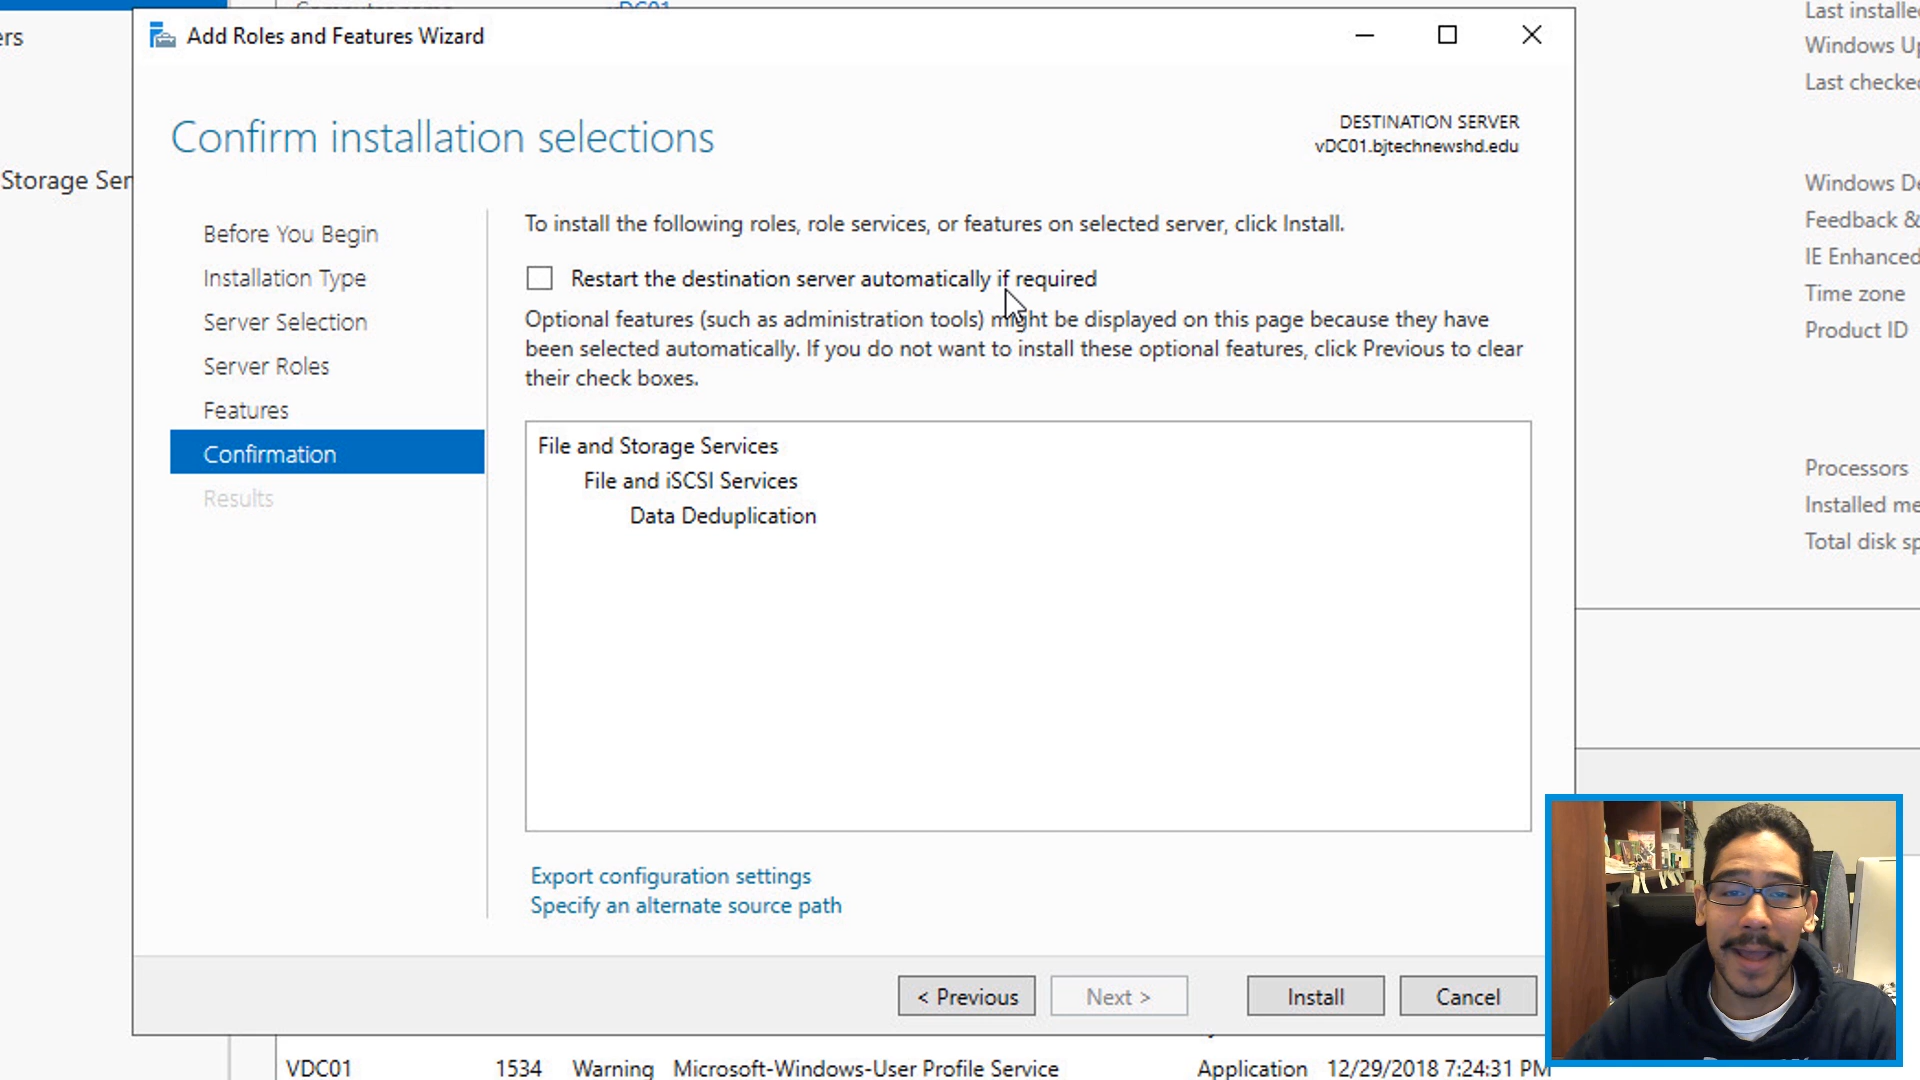 vDC01
Add Roles and Features Wizard
ers
Last installe
Windows Up
Last checked
Confirm installation selections
DESTINATION SERVER
vDC01.bjtechnewshd.edu
Storage Ser
Before You Begin
Installation Type
Server Selection
Server Roles
Features
Confirmation
Results
To install the following roles, role services, or features on selected server, click Install.
Restart the destination server automatically if required
Optional features (such as administration tools) might be displayed on this page because they have
been selected automatically. If you do not want to install these optional features, click Previous to clear
their check boxes.
File and Storage Services
File and iSCSI Services
Data Deduplication
Export configuration settings
Specify an alternate source path
< Previous
Next >
Install
Cancel
Windows De
Feedback &
IE Enhanced
Time zone
Product ID
Processors
Installed me
Total disk sp
VDC01 1534 Warning Microsoft-Windows-User Profile Service Application 12/29/2018 7:24:31 PM